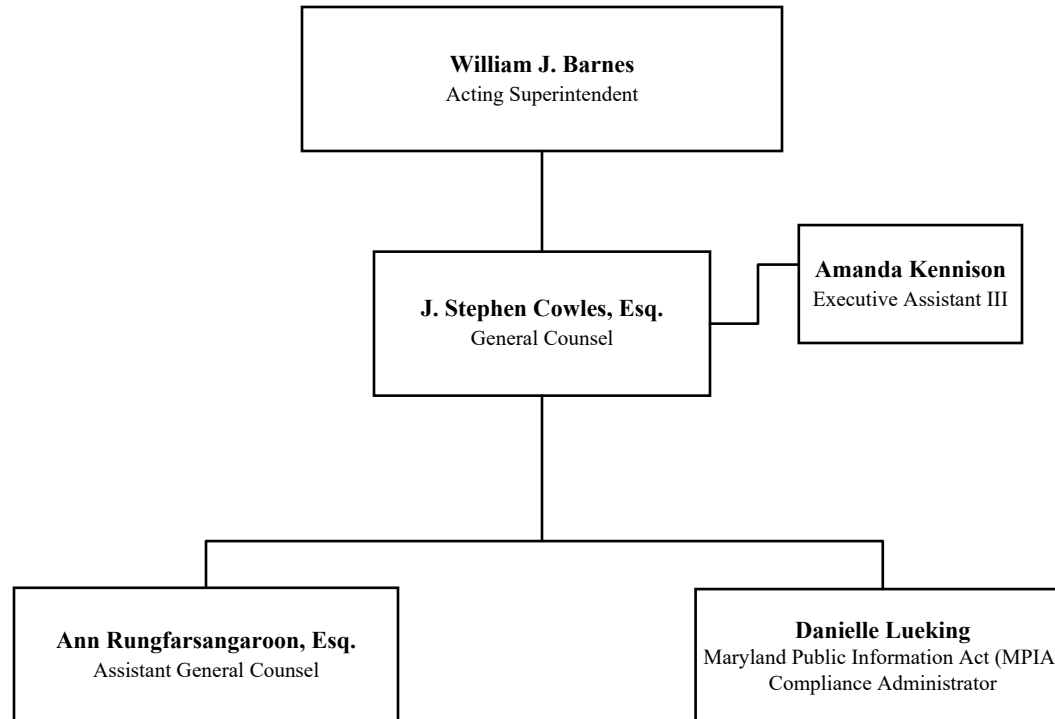 William J. Barnes
Acting Superintendent
J. Stephen Cowles, Esq.
General Counsel
Amanda Kennison
Executive Assistant III
Ann Rungfarsangaroon, Esq.
Assistant General Counsel
Danielle Lueking
Maryland Public Information Act (MPIA
Compliance Administrator